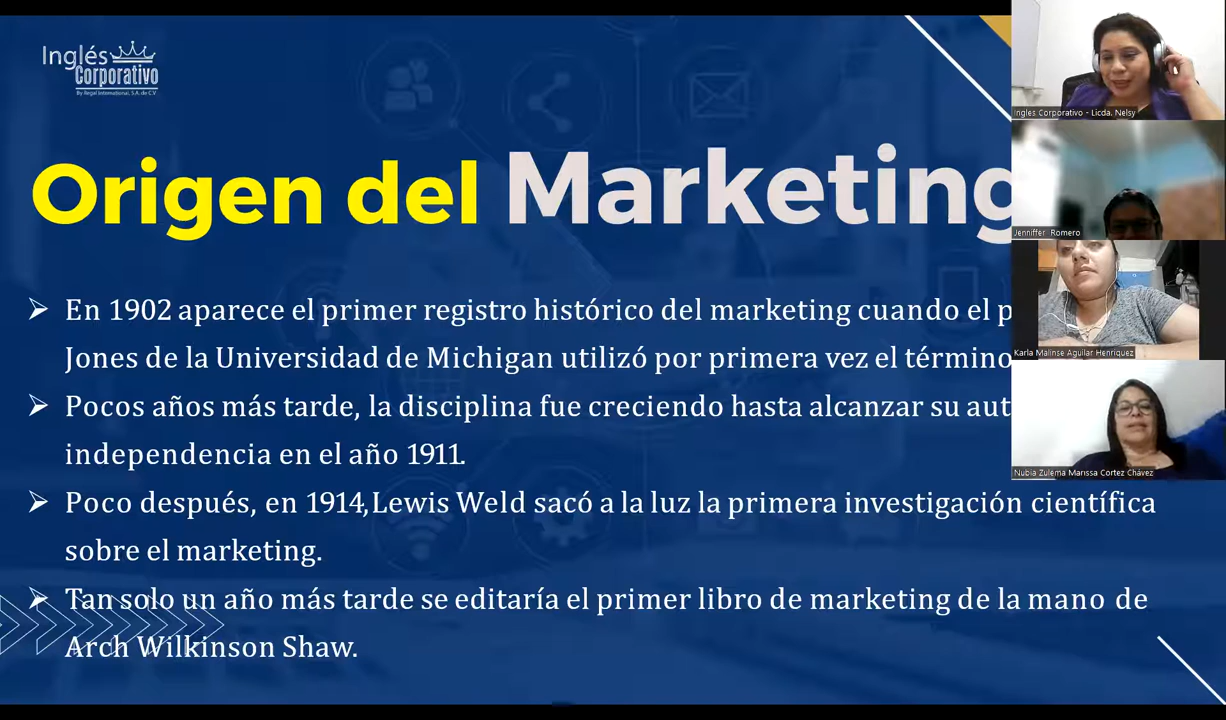 Inglés
Corporativo
By Regal International, S.A. de C.V
Origen del Marketing
En 1902 aparece el primer registro histórico del marketing cuando el
Jones de la Universidad de Michigan utilizó por primera vez el término
Pocos años más tarde, la disciplina fue creciendo hasta alcanzar su
independencia en el año 1911.
Poco después, en 1914, Lewis Weld sacó a la luz la primera investigación científica
sobre el marketing.
Tan solo un año más tarde se editaría el primer libro de marketing de la mano de
Arch Wilkinson Shaw.
Ingles Corporativo - Licda. Nelsy
Jenniffer Romero
Karla Malinse Aguilar Henriquez
Nubia Zulema Marissa Cortez Chávez